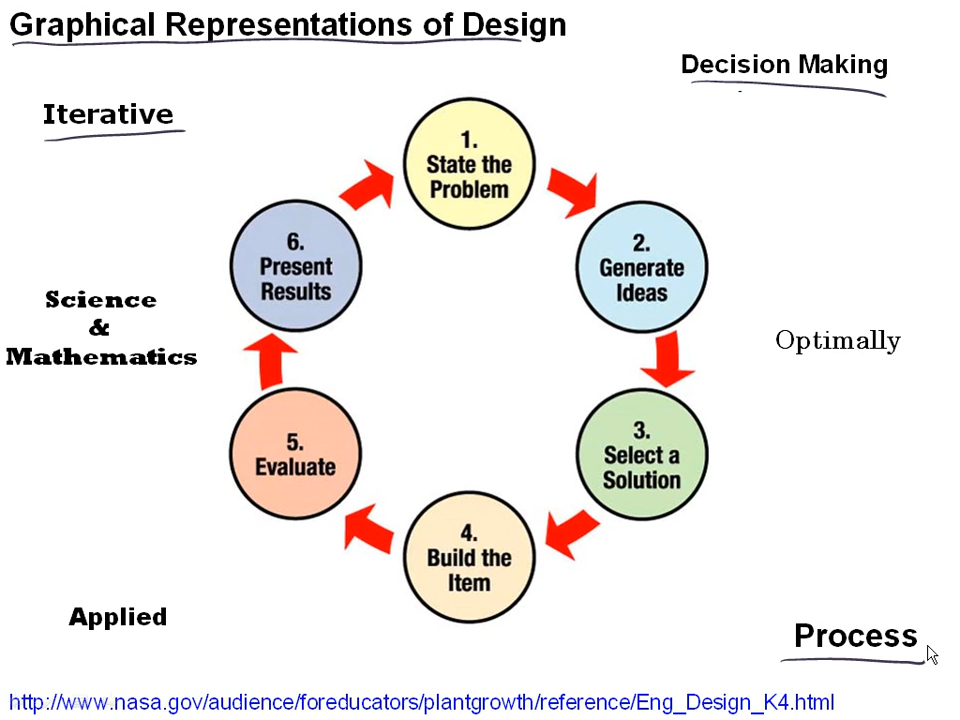 Graphical Representations of Design
Decision Making
Iterative
1.
State the
Problem
2.
Generate
Ideas
6.
Present
Results
Science
&
Mathematics
Optimally
3.
Select a
Solution
5.
Evaluate
4.
Build the
Item
Applied
Process
http://www.nasa.gov/audience/foreducators/plantgrowth/reference/Eng_Design_K4.html